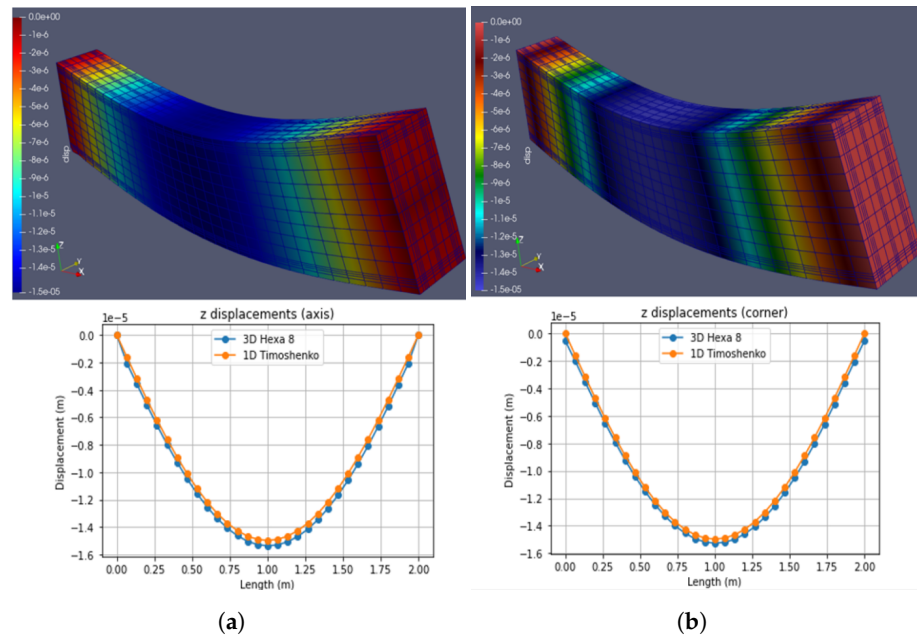 0.0e+00
-1e-6
-2e-6
-3e-6
-4e-6
-5e-6
-6e-6
-7e-6
-8e-6
-9e-6
-1e-5
-1.1e-5
-1.2e-5
-1.3e-5
-1.5e-05
disp
Z
Y
X
0.0e+00
-1e-6
-2e-6
-3e-6
-4e-6
-5e-6
-6e-6
-7e-6
-8e-6
-9e-6
-1e-5
-1.1e-5
-1.2e-5
-1.3e-5
-1.5e-05
disp
Z
Y
X
1e-5
z displacements (axis)
3D Hexa 8
1D Timoshenko
Displacement (m)
0.0
-0.2
-0.4
-0.6
-0.8
-1.0
-1.2
-1.4
-1.6
0.00 0.25 0.50 0.75 1.00 1.25 1.50 1.75 2.00
Length (m)
1e-5
z displacements (corner)
3D Hexa 8
1D Timoshenko
Displacement (m)
0.0
-0.2
-0.4
-0.6
-0.8
-1.0
-1.2
-1.4
-1.6
0.00 0.25 0.50 0.75 1.00 1.25 1.50 1.75 2.00
Length (m)
(a)
(b)